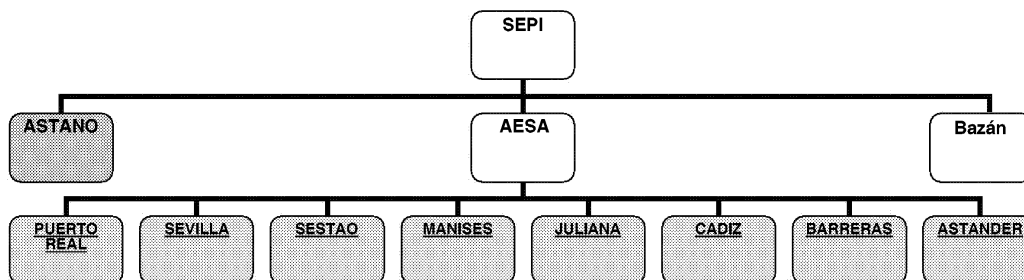 SEPI
ASTANO
AESA
Bazán
PUERTO
REAL
SEVILLA
SESTAO
MANISES
JULIANA
CADIZ
BARRERAS
ASTANDER